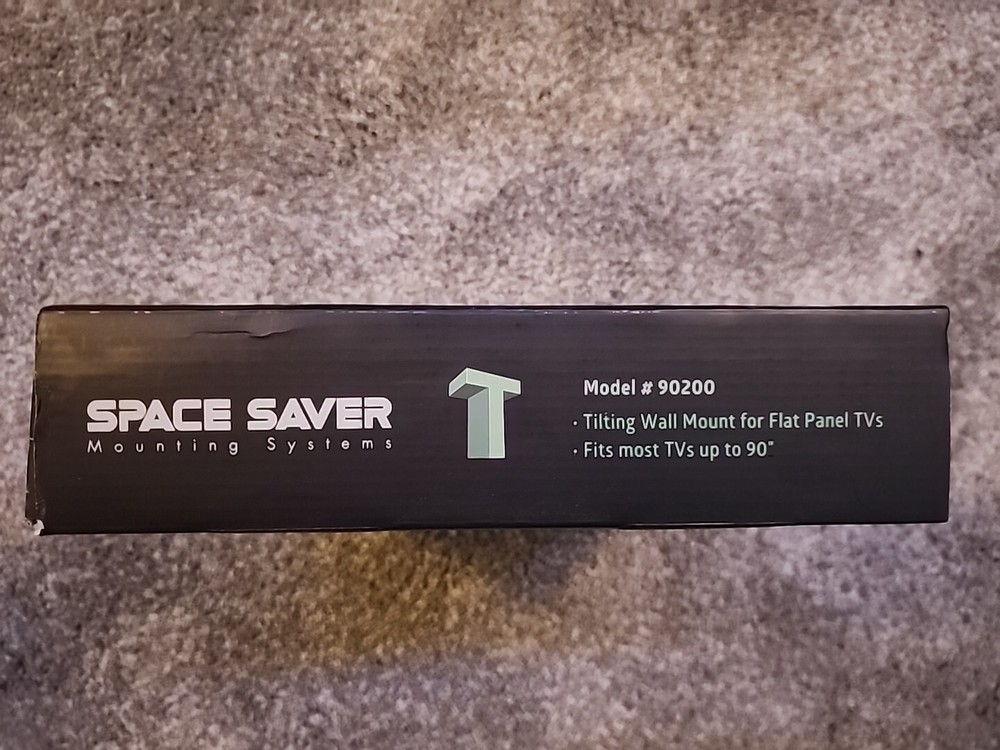 SPACE SAVER
Mounting Systems
T
Model # 90200
· Tilting Wall Mount for Flat Panel TVs
· Fits most TVs up to 90"